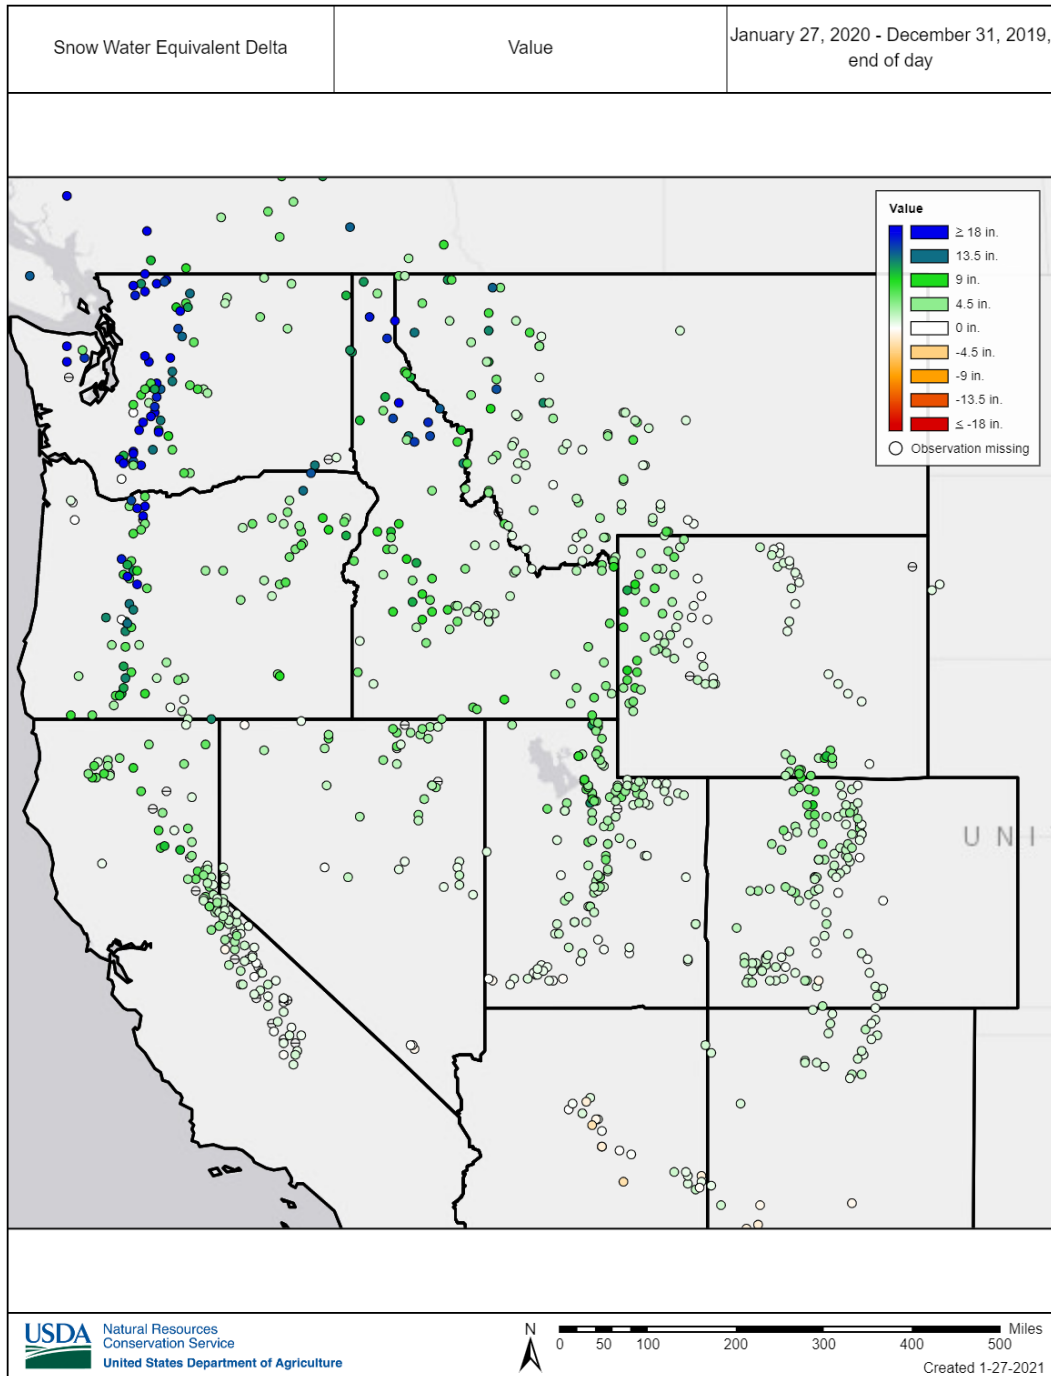 Snow Water Equivalent Delta
Value
January 27, 2020 - December 31, 2019,
end of day
Value
≥ 18 in.
13.5 in.
9 in.
4.5 in.
0 in.
-4.5 in.
-9 in.
-13.5 in.
≤ -18 in.
Observation missing
U N I
USDA
Natural Resources
Conservation Service
United States Department of Agriculture
N
0 50 100 200 300 400 500 Miles
Created 1-27-2021